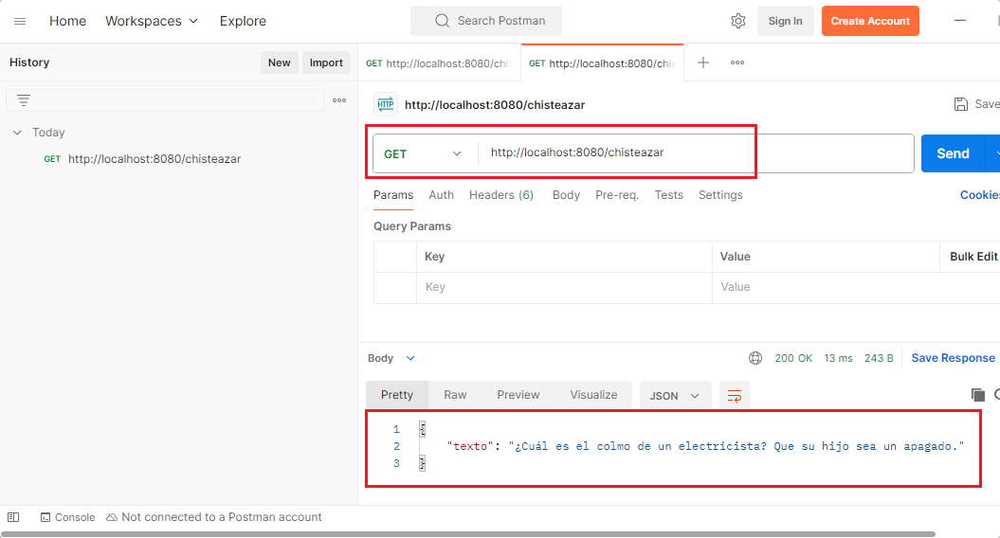 Home Workspaces Explore Search Postman Sign In Create Account
History New Import
GET http://localhost:8080/chi GET http://localhost:8080/chi
HTTP http://localhost:8080/chisteazar Save
Today
GET http://localhost:8080/chisteazar
GET http://localhost:8080/chisteazar Send
Params Auth Headers (6) Body Pre-req. Tests Settings Cookies
Query Params
Key Value Bulk Edit
Key Value
Body 200 OK 13 ms 243 B Save Response
Pretty Raw Preview Visualize JSON
1 {
2 "texto": "¿Cuál es el colmo de un electricista? Que su hijo sea un apagado."
3 }
Console Not connected to a Postman account